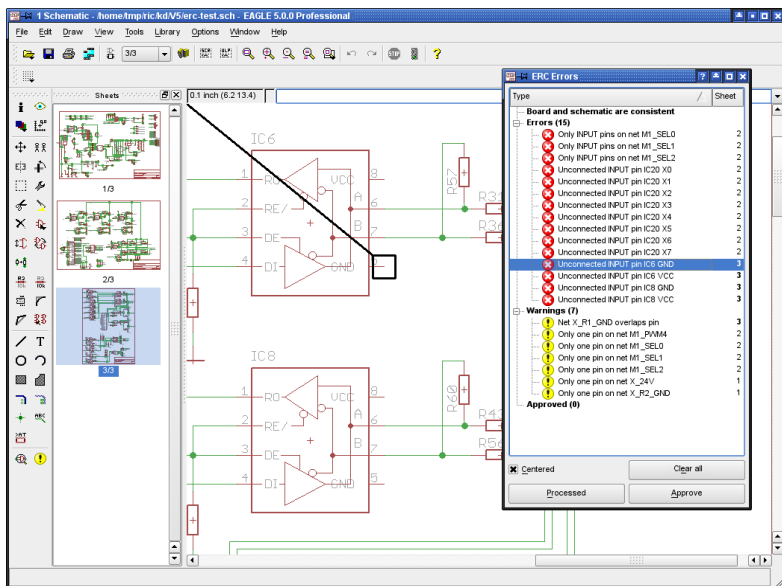 1 Schematic - /home/tmp/ric/kd/V5/erc-test.sch - EAGLE 5.0.0 Professional
File Edit Draw View Tools Library Options Window Help
3/3
Sheets
0.1 inch (6.2 13.4)
1/3
2/3
3/3
IC6
1 RO VCC 8
2 RE/ A 6
3 DE B 7
4 DI GND
R57
R31
IC8
1 RO VCC 8
2 RE/ A 6
3 DE B 7
4 DI GND 5
R60
ERC Errors
Type Sheet
Board and schematic are consistent
Errors (15)
Only INPUT pins on net M1_SEL0 2
Only INPUT pins on net M1_SEL1 2
Only INPUT pins on net M1_SEL2 2
Unconnected INPUT pin IC20 X0 2
Unconnected INPUT pin IC20 X1 2
Unconnected INPUT pin IC20 X2 2
Unconnected INPUT pin IC20 X3 2
Unconnected INPUT pin IC20 X4 2
Unconnected INPUT pin IC20 X5 2
Unconnected INPUT pin IC20 X6 2
Unconnected INPUT pin IC20 X7 2
Unconnected INPUT pin IC6 GND 3
Unconnected INPUT pin IC6 VCC 3
Unconnected INPUT pin IC8 GND 3
Unconnected INPUT pin IC8 VCC 3
Warnings (7)
Net X_R1_GND overlaps pin 3
Only one pin on net M1_PWM4 2
Only one pin on net M1_SEL0 2
Only one pin on net M1_SEL1 2
Only one pin on net M1_SEL2 2
Only one pin on net X_24V 1
Only one pin on net X_R2_GND 1
Approved (0)
Centered
Clear all
Processed
Approve